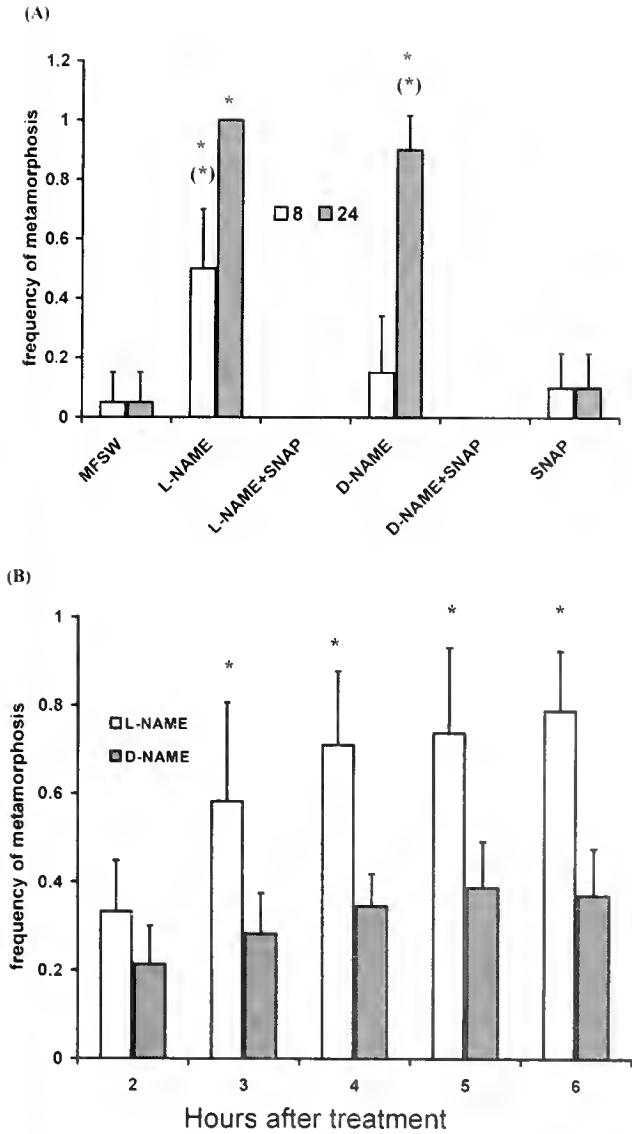 (A)
frequency of metamorphosis
1.2
1
0.8
0.6
0.4
0.2
0
*
(*)
*
*
(*)
8 24
MFSW
L-NAME
L-NAME+SNAP
D-NAME
D-NAME+SNAP
SNAP
(B)
frequency of metamorphosis
1
0.8
0.6
0.4
0.2
0
L-NAME
D-NAME
* * * *
2 3 4 5 6
Hours after treatment